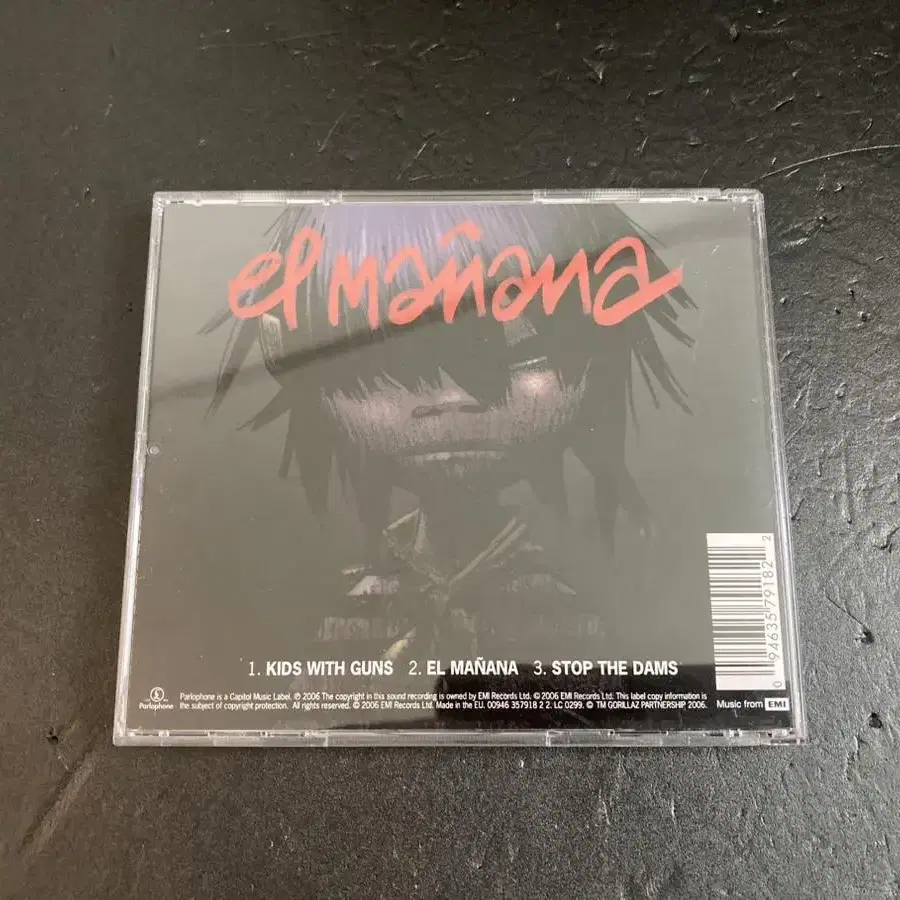 el mañana
1. KIDS WITH GUNS 2. EL MAÑANA 3. STOP THE DAMS
Parlophone
Parlophone is a Capitol Music Label. ℗ 2006 The copyright in this sound recording is owned by EMI Records Ltd. © 2006 EMI Records Ltd. This label copy information is
the subject of copyright protection. All rights reserved. © 2006 EMI Records Ltd. Made in the EU. 00946 357918 2 2. LC 0299. © TM GORILLAZ PARTNERSHIP 2006.
Music from EMI
0 94635 79182 2